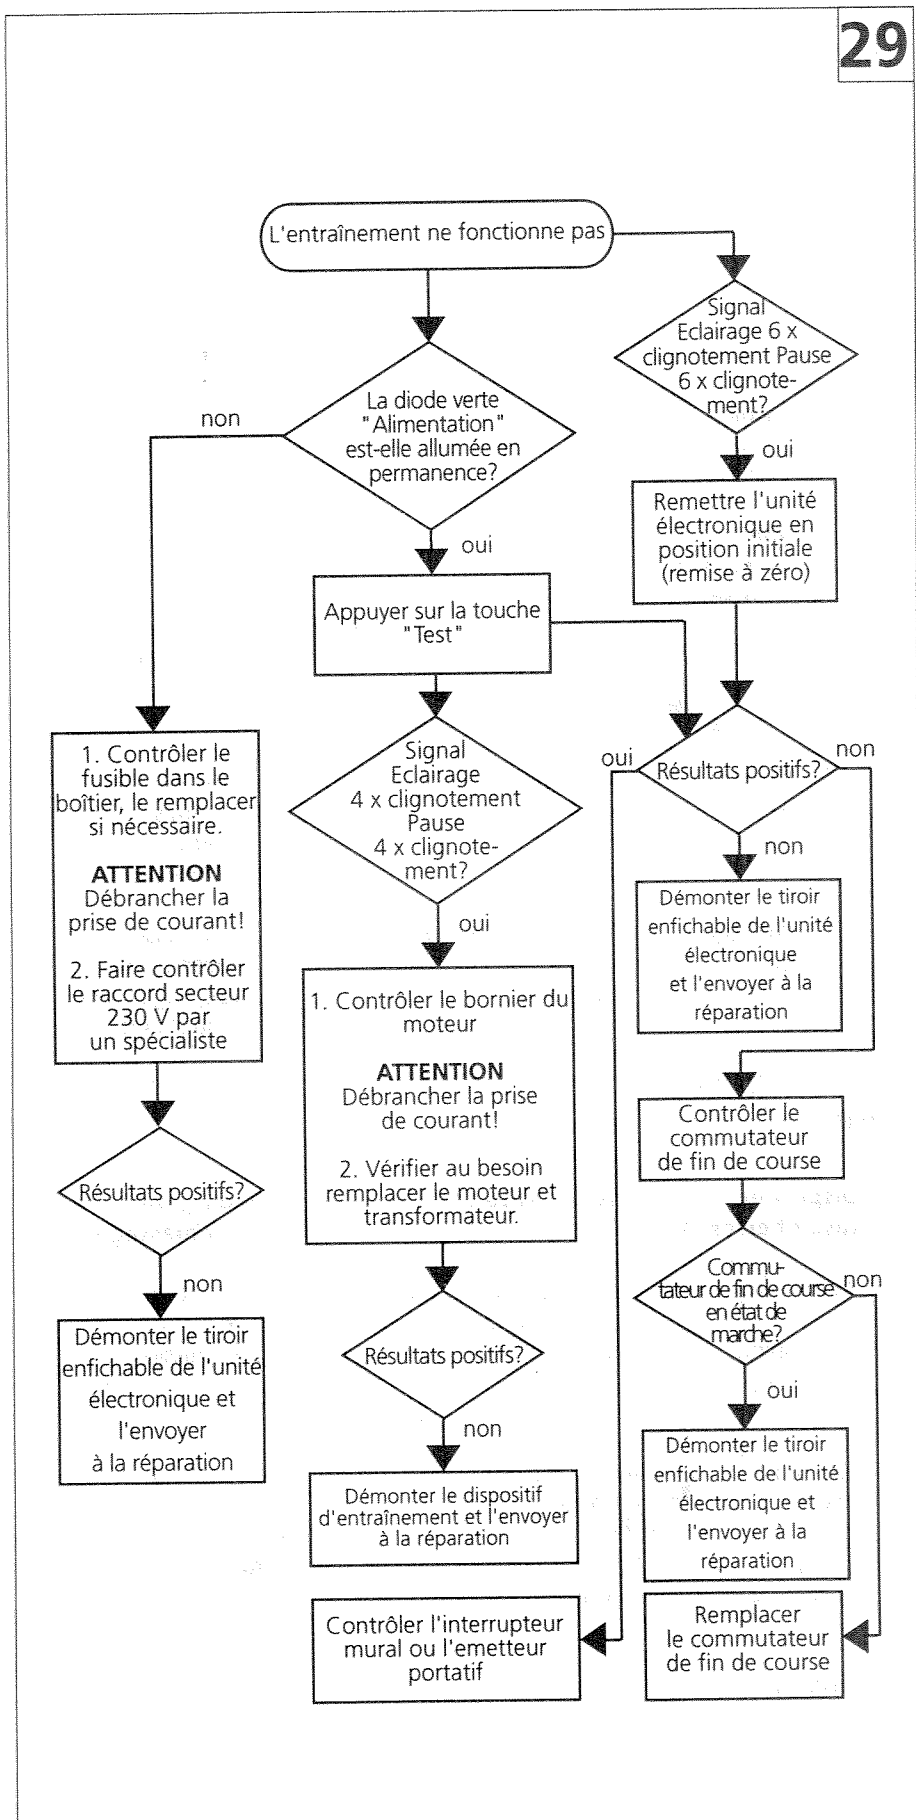 29
L'entraînement ne fonctionne pas
Signal
Eclairage 6 x
clignotement Pause
6 x clignote-
ment?
La diode verte
"Alimentation"
est-elle allumée en
permanence?
non
oui
oui
Remettre l'unité
électronique en
position initiale
(remise à zéro)
Appuyer sur la touche
"Test"
1. Contrôler le
fusible dans le
boîtier, le remplacer
si nécessaire.
ATTENTION
Débrancher la
prise de courant!
2. Faire contrôler
le raccord secteur
230 V par
un spécialiste
Signal
Eclairage
4 x clignotement
Pause
4 x clignote-
ment?
oui
Résultats positifs?
non
non
oui
Démonter le tiroir
enfichable de l'unité
électronique
et l'envoyer à la
réparation
1. Contrôler le bornier du
moteur
ATTENTION
Débrancher la prise
de courant!
2. Vérifier au besoin
remplacer le moteur et
transformateur.
Contrôler le
commutateur
de fin de course
Résultats positifs?
non
Démonter le tiroir
enfichable de l'unité
électronique et
l'envoyer
à la réparation
Résultats positifs?
non
Démonter le dispositif
d'entraînement et l'envoyer
à la réparation
Commu-
tateur de fin de course
en état de
marche?
non
oui
Démonter le tiroir
enfichable de l'unité
électronique et
l'envoyer à la
réparation
Contrôler l'interrupteur
mural ou l'emetteur
portatif
Remplacer
le commutateur
de fin de course